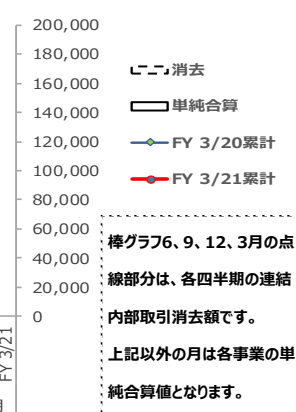 200,000
180,000
160,000
140,000
120,000
100,000
80,000
60,000
40,000
20,000
0
消去
単純合算
FY 3/20累計
FY 3/21累計
棒グラフ6、9、12、3月の点
線部分は、各四半期の連結
内部取引消去額です。
上記以外の月は各事業の単
純合算値となります。
FY 3/21